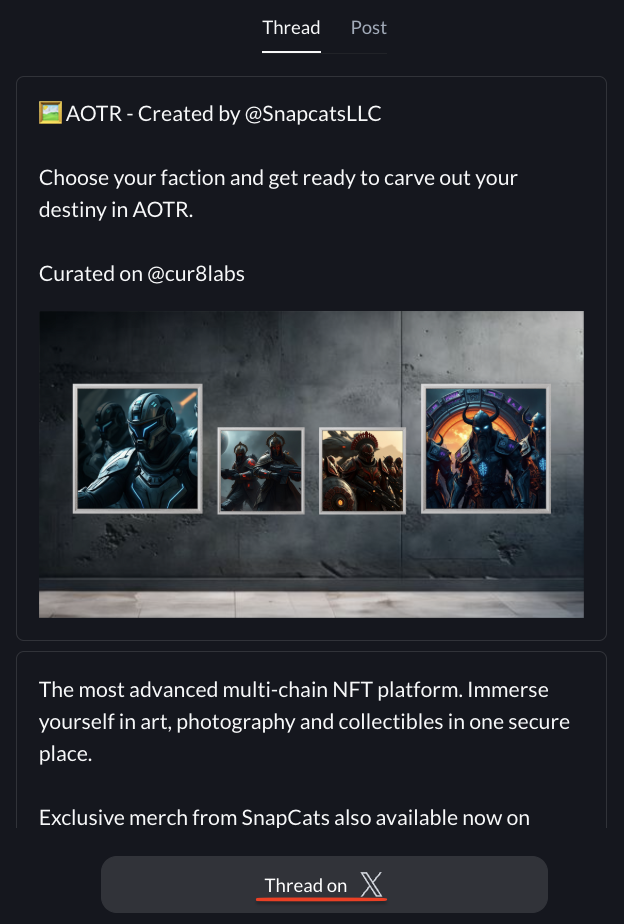 Thread Post
AOTR - Created by @SnapcatsLLC
Choose your faction and get ready to carve out your
destiny in AOTR.
Curated on @cur8labs
The most advanced multi-chain NFT platform. Immerse
yourself in art, photography and collectibles in one secure
place.
Exclusive merch from SnapCats also available now on
Thread on X